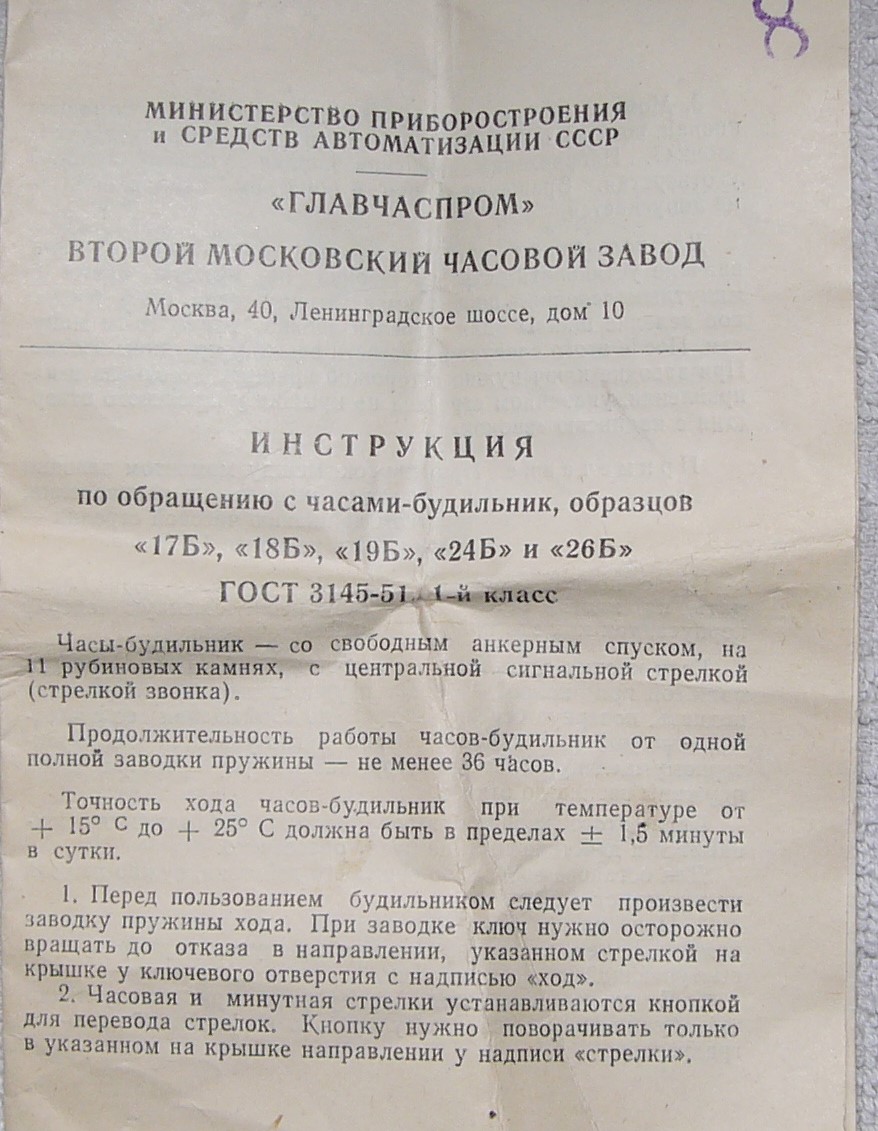 8
МИНИСТЕРСТВО ПРИБОРОСТРОЕНИЯ
и СРЕДСТВ АВТОМАТИЗАЦИИ СССР
«ГЛАВЧАСПРОМ»
ВТОРОЙ МОСКОВСКИЙ ЧАСОВОЙ ЗАВОД
Москва, 40, Ленинградское шоссе, дом 10
ИНСТРУКЦИЯ
по обращению с часами-будильник, образцов
«17Б», «18Б», «19Б», «24Б» и «26Б»
ГОСТ 3145-51. 1-й класс
Часы-будильник — со свободным анкерным спуском, на
11 рубиновых камнях, с центральной сигнальной стрелкой
(стрелкой звонка).
Продолжительность работы часов-будильник от одной
полной заводки пружины — не менее 36 часов.
Точность хода часов-будильник при температуре от
+ 15° С до + 25° С должна быть в пределах ± 1,5 минуты
в сутки.
1. Перед пользованием будильником следует произвести
заводку пружины хода. При заводке ключ нужно осторожно
вращать до отказа в направлении, указанном стрелкой на
крышке у ключевого отверстия с надписью «ход».
2. Часовая и минутная стрелки устанавливаются кнопкой
для перевода стрелок. Кнопку нужно поворачивать только
в указанном на крышке направлении у надписи «стрелки».